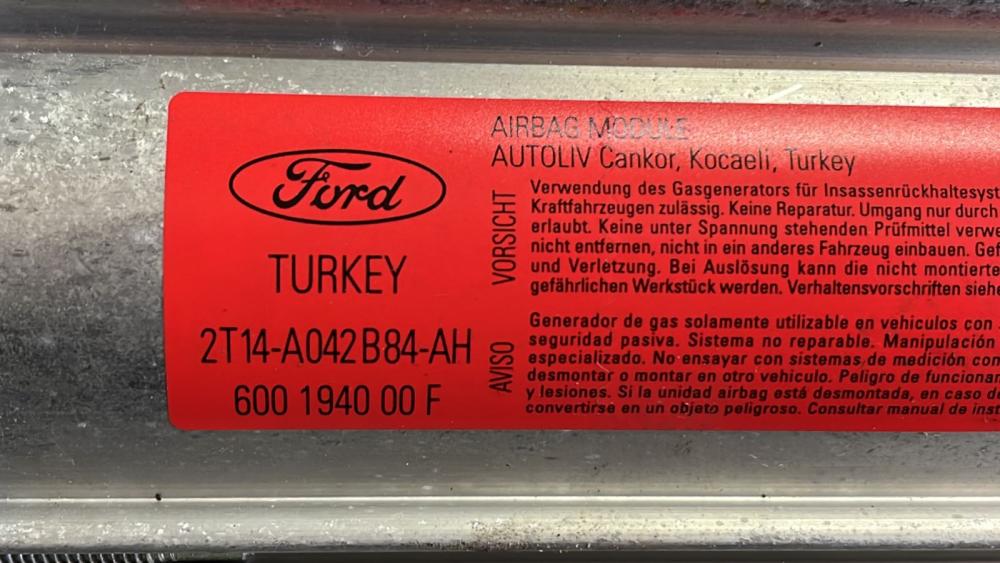 Ford
TURKEY
2T14-A042B84-AH
600 1940 00 F
AIRBAG MODULE
AUTOLIV Cankor, Kocaeli, Turkey
VORSICHT
Verwendung des Gasgenerators für Insassenrückhaltesyst
Kraftfahrzeugen zulässig. Keine Reparatur. Umgang nur durch
erlaubt. Keine unter Spannung stehenden Prüfmittel verwe
nicht entfernen, nicht in ein anderes Fahrzeug einbauen. Gef
und Verletzung. Bei Auslösung kann die nicht montierte
gefährlichen Werkstück werden. Verhaltensvorschriften siehe
AVISO
Generador de gas solamente utilizable en vehiculos con
seguridad pasiva. Sistema no reparable. Manipulación
especializado. No ensayar con sistemas de medición con
desmontar o montar en otro vehiculo. Peligro de funcionar
y lesiones. Si la unidad airbag está desmontada, en caso de
convertirse en un objeto peligroso. Consultar manual de inst